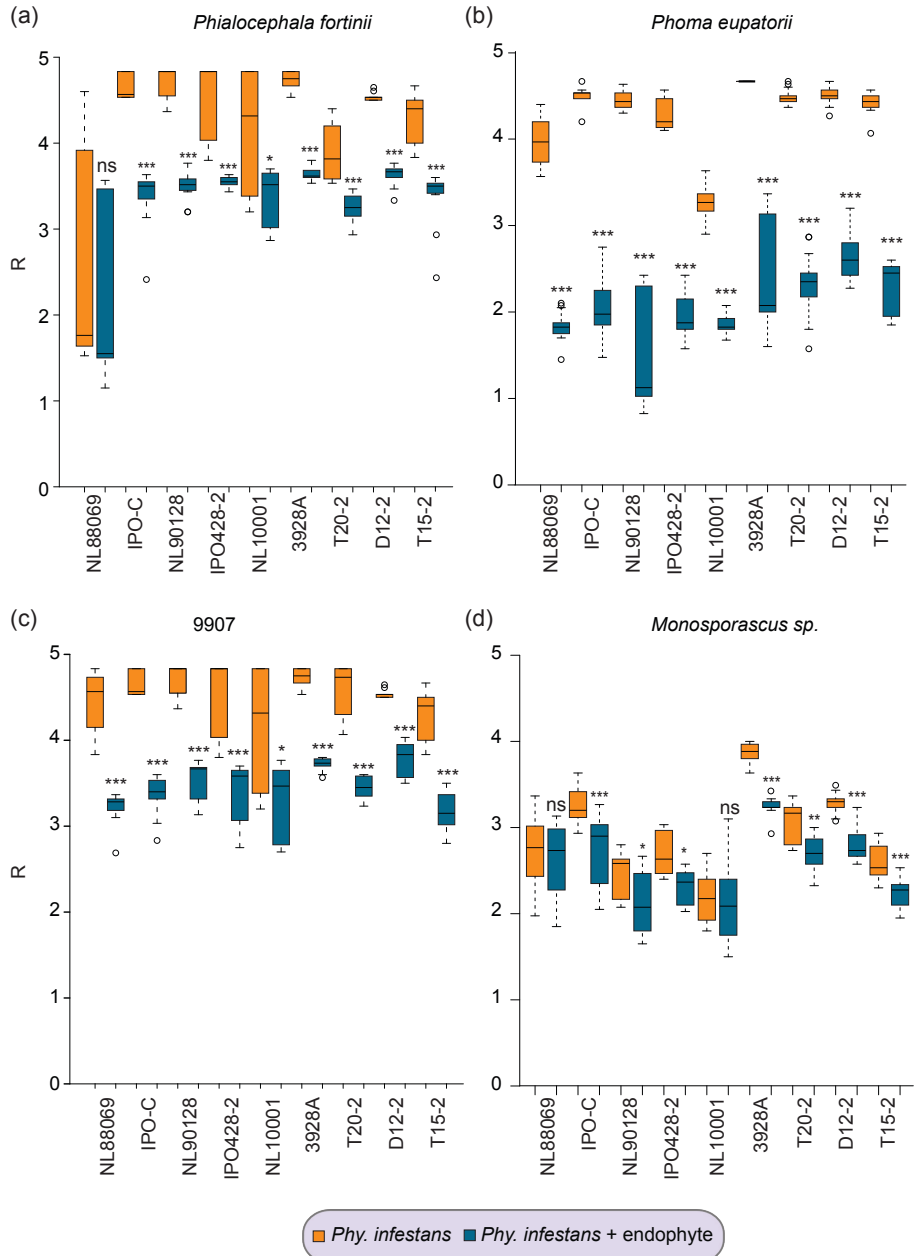 (a) Phialocephala fortinii
R
5
4
3
2
1
0
ns *** *** *** * *** *** *** ***
NL88069 IPO-C NL90128 IPO428-2 NL10001 3928A T20-2 D12-2 T15-2
(b) Phoma eupatorii
5
4
3
2
1
0
*** *** *** *** *** *** *** *** ***
NL88069 IPO-C NL90128 IPO428-2 NL10001 3928A T20-2 D12-2 T15-2
(c) 9907
R
5
4
3
2
1
0
*** *** *** *** * *** *** *** ***
NL88069 IPO-C NL90128 IPO428-2 NL10001 3928A T20-2 D12-2 T15-2
(d) Monosporascus sp.
5
4
3
2
1
0
ns *** * * ns *** ** *** ***
NL88069 IPO-C NL90128 IPO428-2 NL10001 3928A T20-2 D12-2 T15-2
Phy. infestans Phy. infestans + endophyte